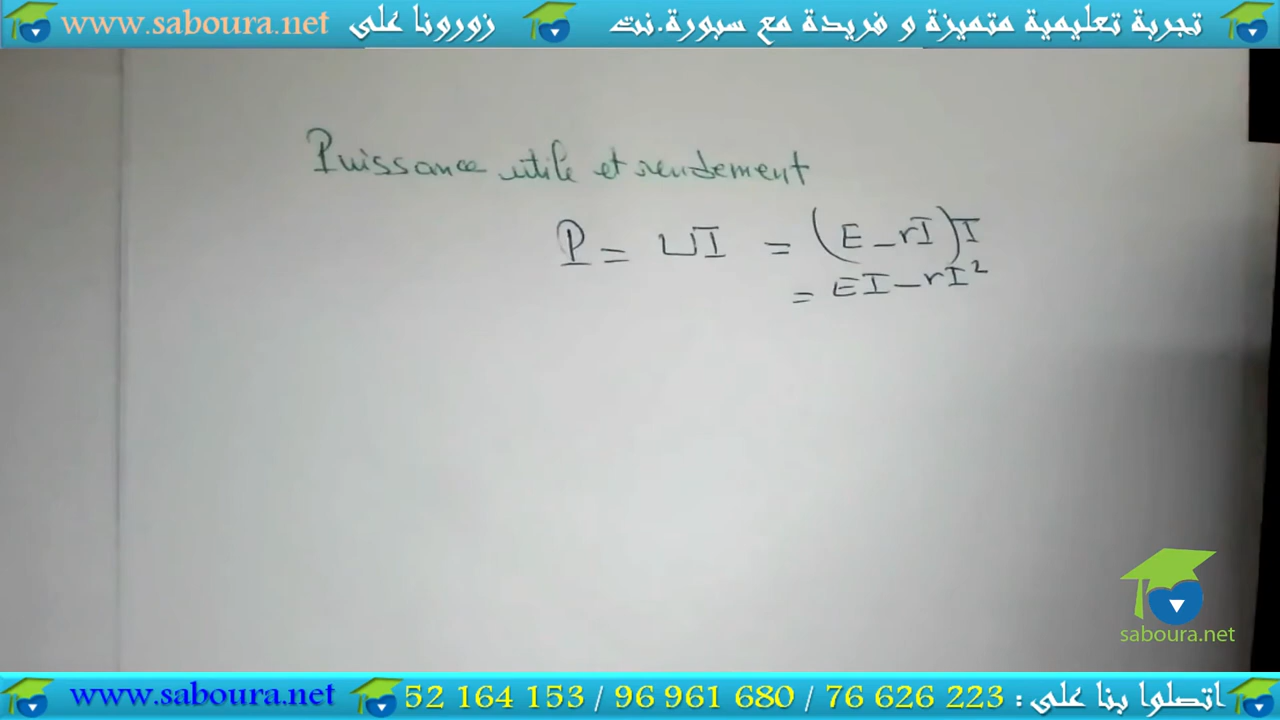 تجربة تعليمية متميزة و فريدة مع سبورة.نت زورونا على www.saboura.net
Puissance utile et rendement
P = UI = (E - rI)I
= EI - rI²
saboura.net
اتصلوا بنا على : 52 164 153 / 96 961 680 / 76 626 223 www.saboura.net